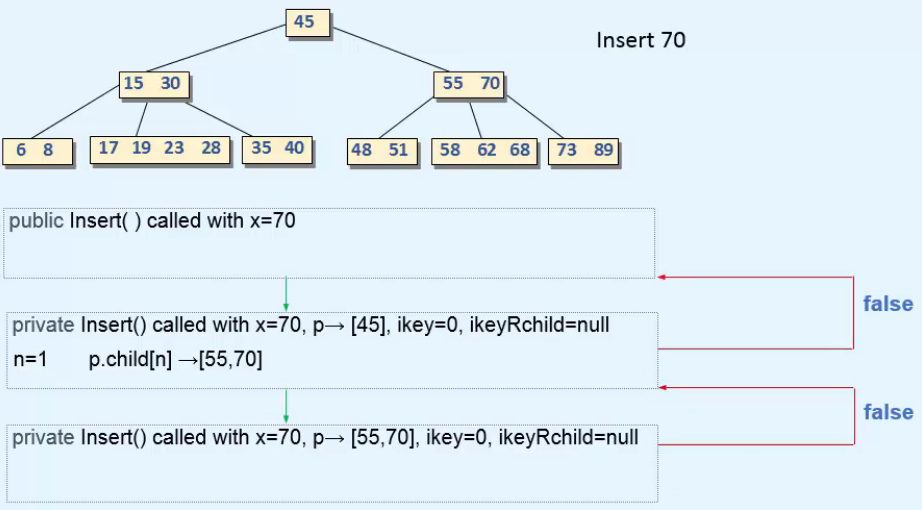 45
Insert 70
15 30
55 70
6 8
17 19 23 28
35 40
48 51
58 62 68
73 89
public Insert( ) called with x=70
false
private Insert() called with x=70, p→ [45], ikey=0, ikeyRchild=null
n=1 p.child[n] →[55,70]
false
private Insert() called with x=70, p→ [55,70], ikey=0, ikeyRchild=null